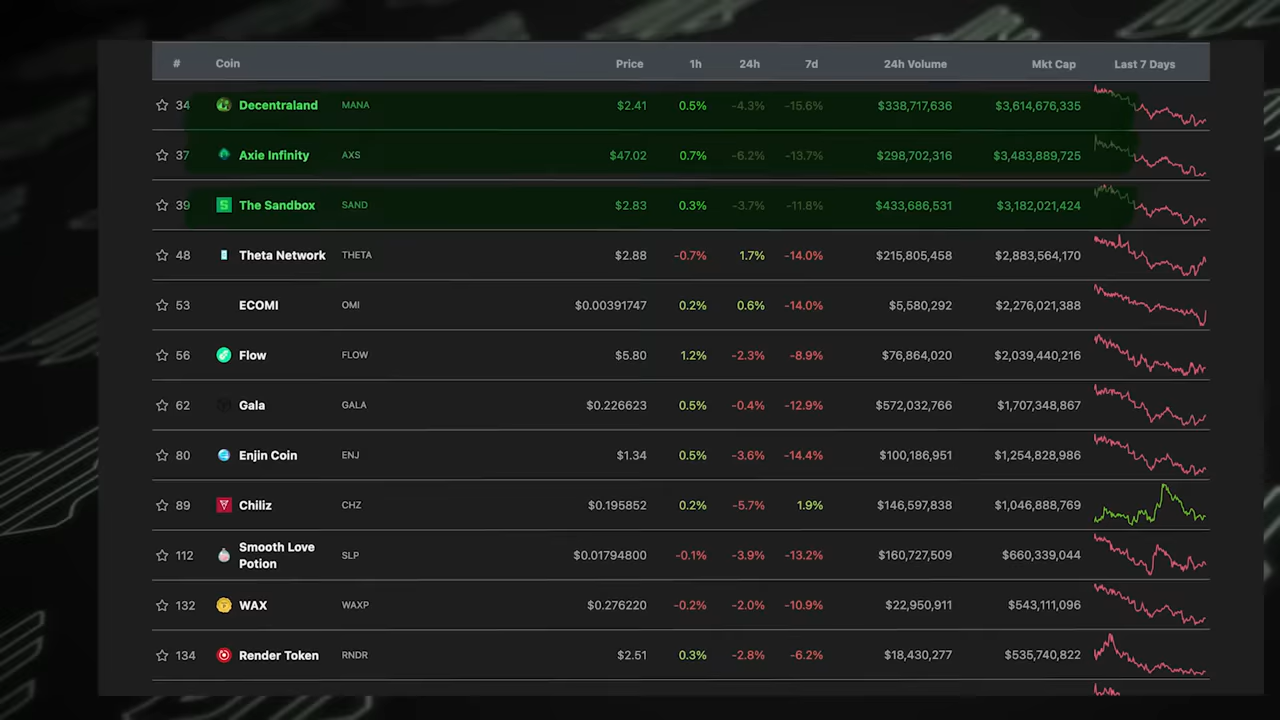 # Coin Price 1h 24h 7d 24h Volume Mkt Cap Last 7 Days
34 Decentraland MANA $2.41 0.5% -4.3% -15.6% $338,717,636 $3,614,676,335
37 Axie Infinity AXS $47.02 0.7% -6.2% -13.7% $298,702,316 $3,483,889,725
39 The Sandbox SAND $2.83 0.3% -3.7% -11.8% $433,686,531 $3,182,021,424
48 Theta Network THETA $2.88 -0.7% 1.7% -14.0% $215,805,458 $2,883,564,170
53 ECOMI OMI $0.00391747 0.2% 0.6% -14.0% $5,580,292 $2,276,021,388
56 Flow FLOW $5.80 1.2% -2.3% -8.9% $76,864,020 $2,039,440,216
62 Gala GALA $0.226623 0.5% -0.4% -12.9% $572,032,766 $1,707,348,867
80 Enjin Coin ENJ $1.34 0.5% -3.6% -14.4% $100,186,951 $1,254,828,986
89 Chiliz CHZ $0.195852 0.2% -5.7% 1.9% $146,597,838 $1,046,888,769
112 Smooth Love Potion SLP $0.01794800 -0.1% -3.9% -13.2% $160,727,509 $660,339,044
132 WAX WAXP $0.276220 -0.2% -2.0% -10.9% $22,950,911 $543,111,096
134 Render Token RNDR $2.51 0.3% -2.8% -6.2% $18,430,277 $535,740,822